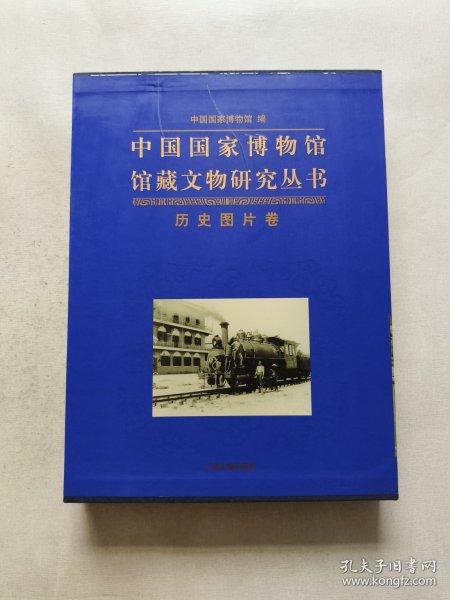 中国国家博物馆 编
中国国家博物馆
馆藏文物研究丛书
历史图片卷
孔夫子旧书网
www.kongfz.com